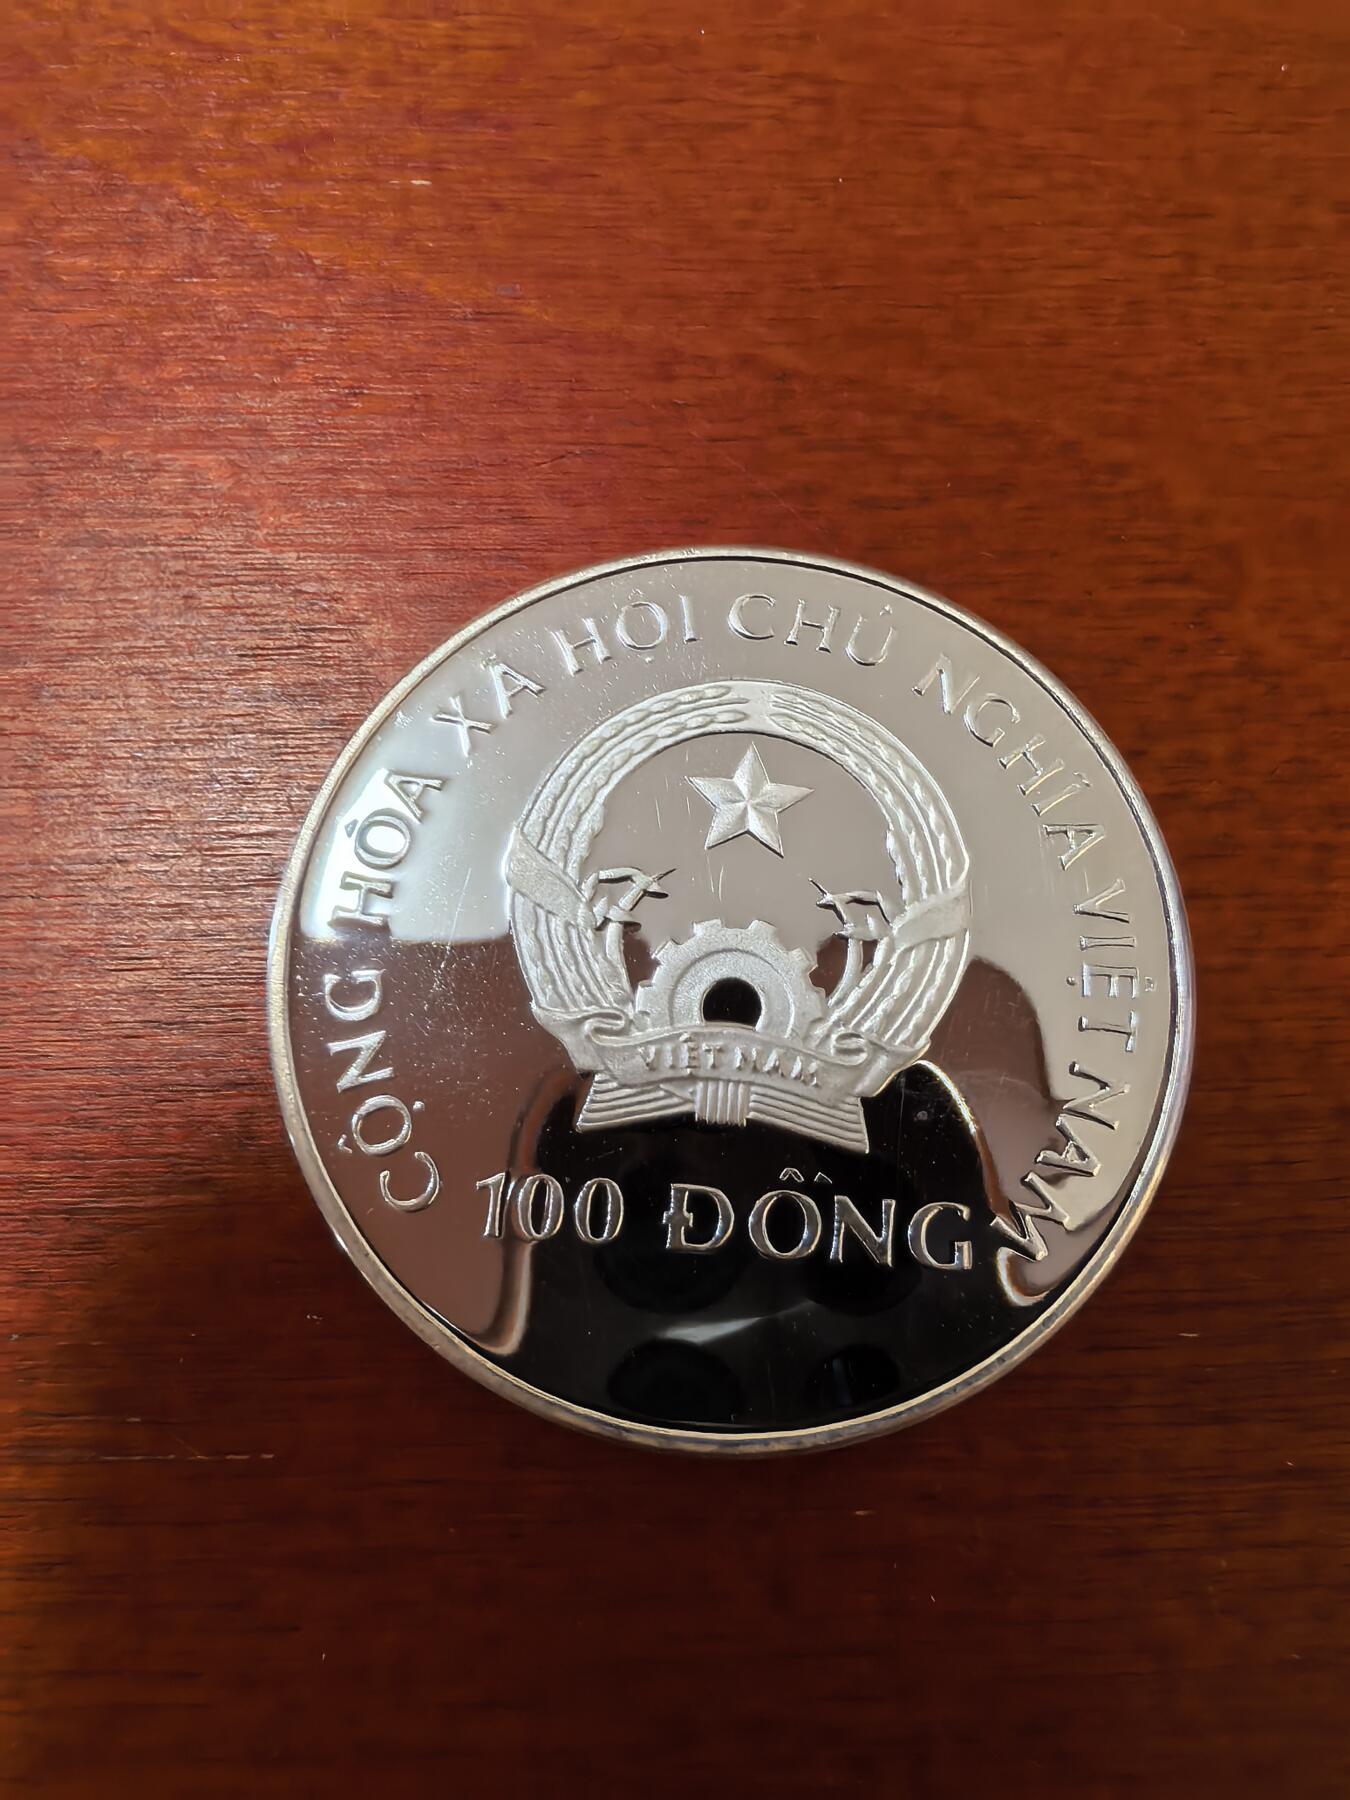 CỘNG HÒA XÃ HỘI CHỦ NGHĨA VIỆT NAM
VIỆT NAM
100 ĐỒNG